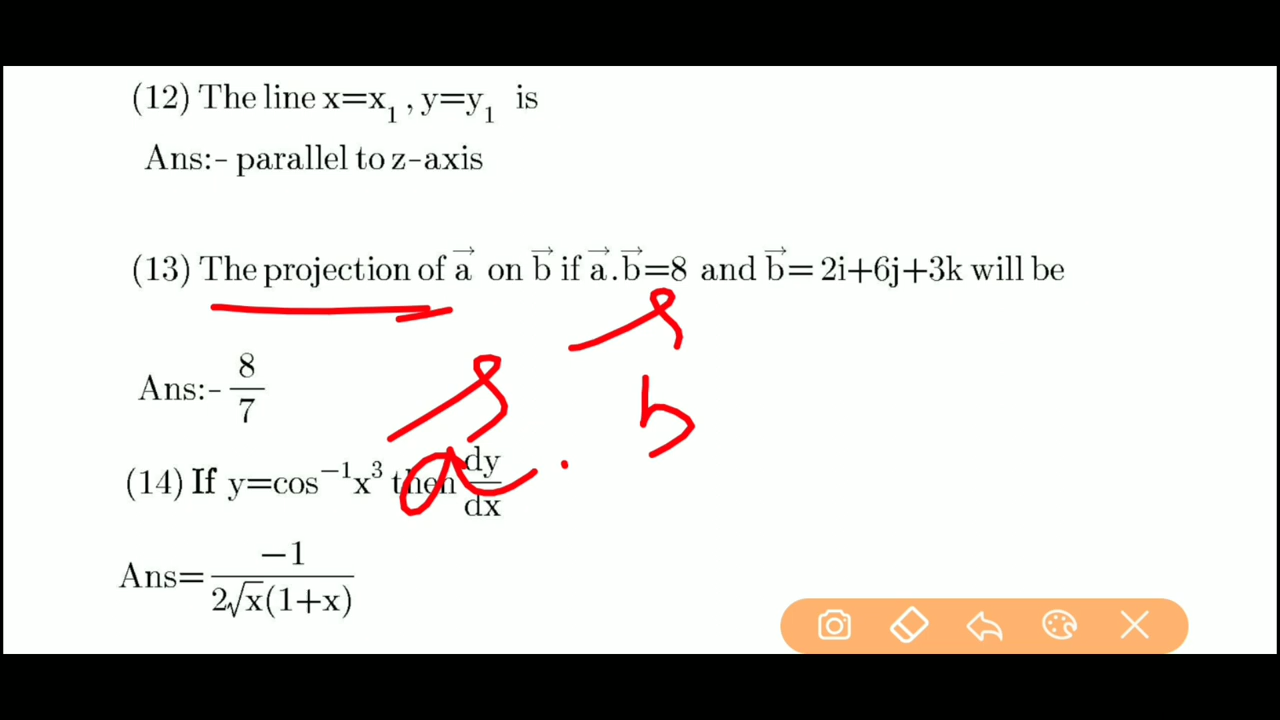 (12) The line x=x₁ , y=y₁ is
Ans:- parallel to z-axis
(13) The projection of a⃗ on b⃗ if a⃗.b⃗=8 and b⃗= 2i+6j+3k will be
Ans:- 8/7
a⃗ . b⃗
(14) If y=cos⁻¹x³ then dy/dx
Ans= −1/2√x(1+x)